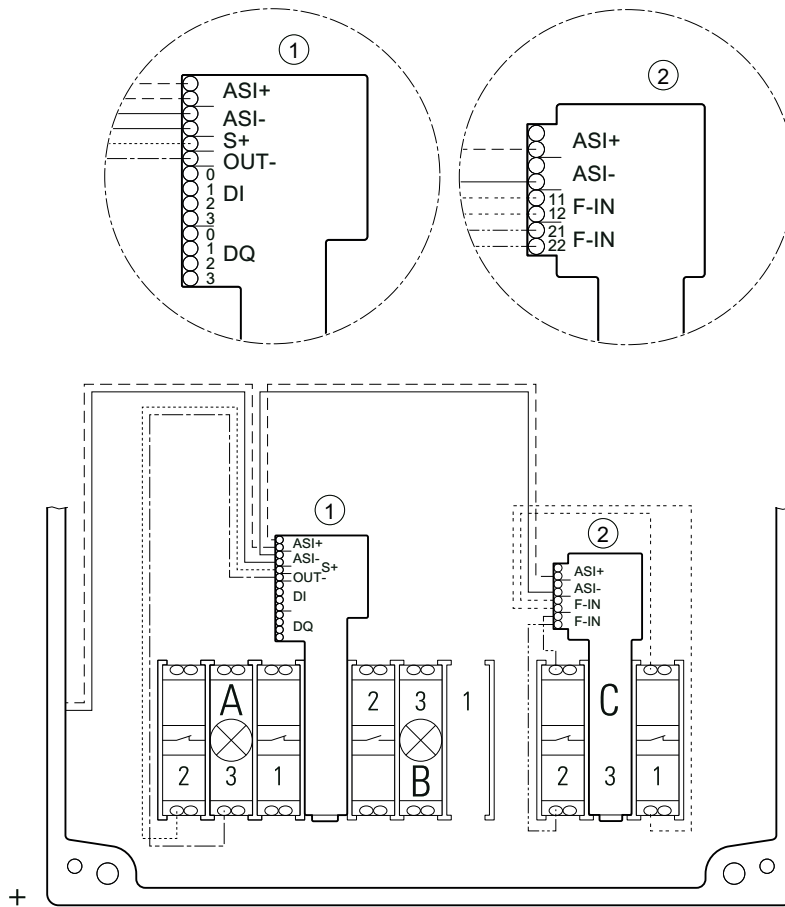 1
ASI+
ASI-
S+
OUT-
0
1
2
3
DI
0
1
2
3
DQ
2
ASI+
ASI-
11
12
F-IN
21
22
F-IN
1
ASI+
ASI-
S+
OUT-
DI
DQ
2
ASI+
ASI-
F-IN
F-IN
A
2
3
1
2
3
1
B
C
2
3
1
+